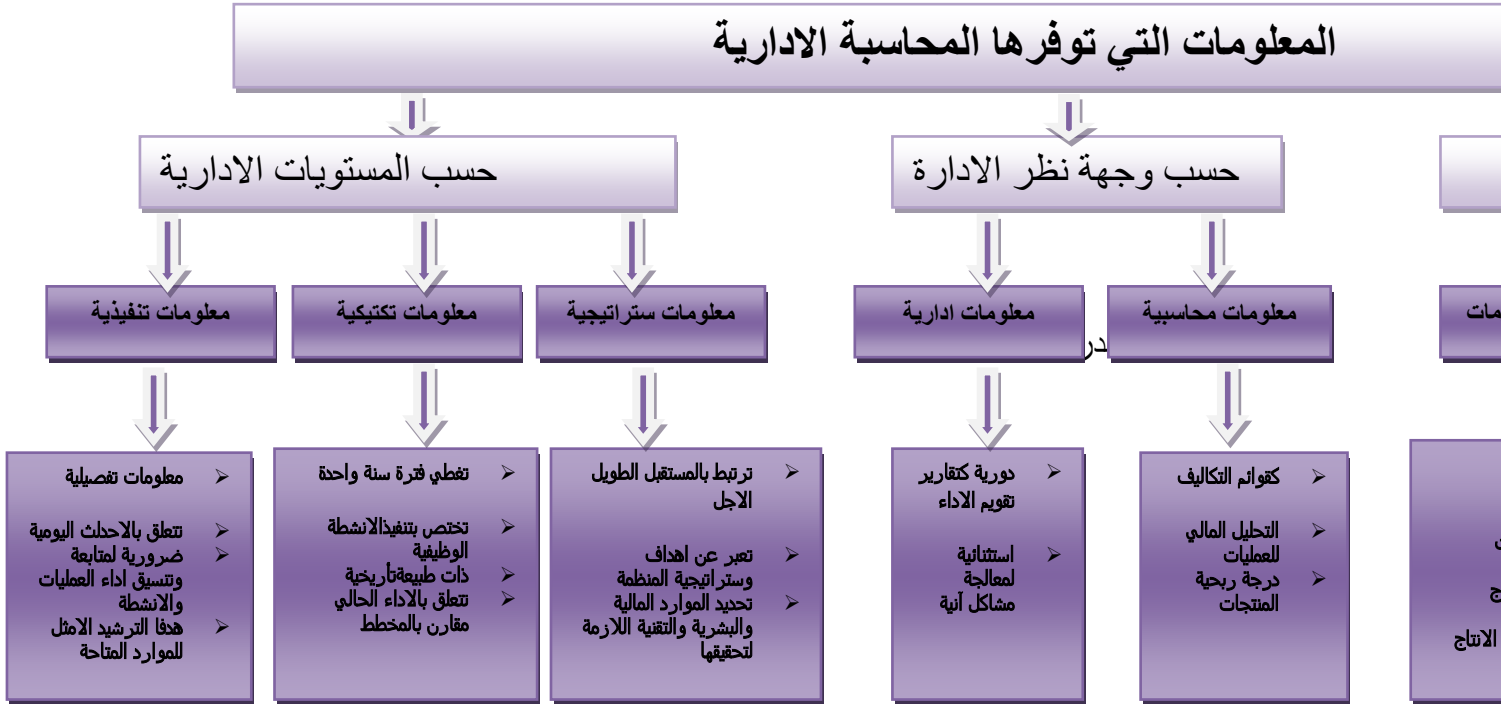 المعلومات التي توفرها المحاسبة الادارية
حسب وجهة نظر الادارة
حسب المستويات الادارية
معلومات محاسبية
معلومات ادارية
معلومات ستراتيجية
معلومات تكتيكية
معلومات تنفيذية
الانتاج
كقوائم التكاليف
التحليل المالي
للعمليات
درجة ربحية
المنتجات
دورية كتقارير
تقويم الاداء
استثنائية
لمعالجة
مشاكل آنية
ترتبط بالمستقبل الطويل
الاجل
تعبر عن اهداف
وستراتيجية المنظمة
تحديد الموارد المالية
والبشرية والتقنية اللازمة
لتحقيقها
تغطي فترة سنة واحدة
تختص بتنفيذالانشطة
الوظيفية
ذات طبيعةتأريخية
تتعلق بالاداء الحالي
مقارن بالمخطط
معلومات تفصيلية
تتعلق بالاحدلث اليومية
ضرورية لمتابعة
وتنسيق اداء العمليات
والانشطة
هدفا الترشيد الامثل
للموارد المتاحة